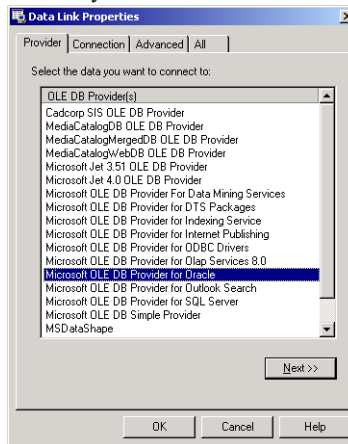 Data Link Properties
Provider Connection Advanced All
Select the data you want to connect to:
OLE DB Provider(s)
Cadcorp SIS OLE DB Provider
MediaCatalogDB OLE DB Provider
MediaCatalogMergedDB OLE DB Provider
MediaCatalogWebDB OLE DB Provider
Microsoft Jet 3.51 OLE DB Provider
Microsoft Jet 4.0 OLE DB Provider
Microsoft OLE DB Provider For Data Mining Services
Microsoft OLE DB Provider for DTS Packages
Microsoft OLE DB Provider for Indexing Service
Microsoft OLE DB Provider for Internet Publishing
Microsoft OLE DB Provider for ODBC Drivers
Microsoft OLE DB Provider for Olap Services 8.0
Microsoft OLE DB Provider for Oracle
Microsoft OLE DB Provider for Outlook Search
Microsoft OLE DB Provider for SQL Server
Microsoft OLE DB Simple Provider
MSDataShape
Next >>
OK Cancel Help